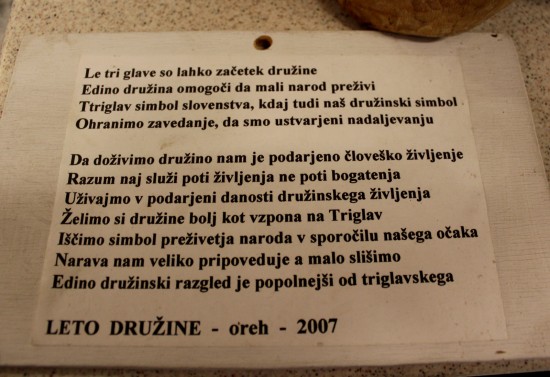 Le tri glave so lahko začetek družine
Edino družina omogoči da mali narod preživi
Ttriglav simbol slovenstva, kdaj tudi naš družinski simbol
Ohranimo zavedanje, da smo ustvarjeni nadaljevanju
Da doživimo družino nam je podarjeno človeško življenje
Razum naj služi poti življenja ne poti bogatenja
Uživajmo v podarjeni danosti družinskega življenja
Želimo si družine bolj kot vzpona na Triglav
Iščimo simbol preživetja naroda v sporočilu našega očaka
Narava nam veliko pripoveduje a malo slišimo
Edino družinski razgled je popolnejši od triglavskega
LETO DRUŽINE - oreh - 2007